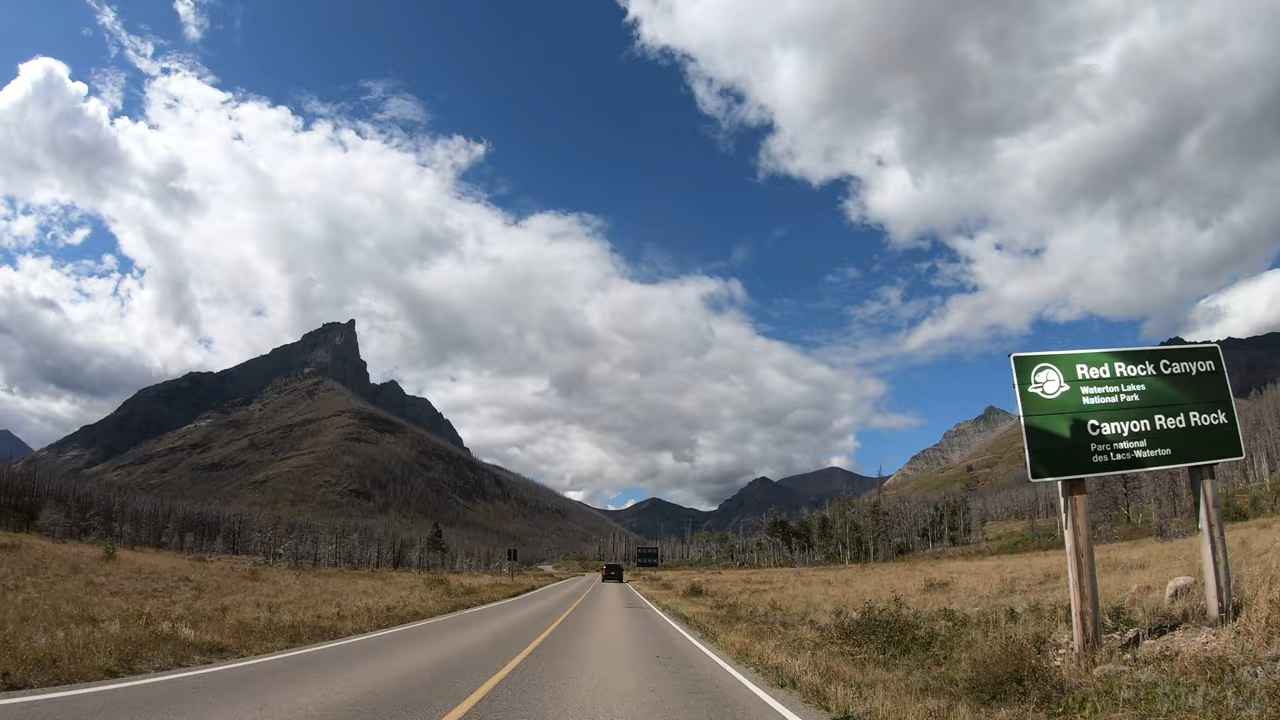 Red Rock Canyon
Waterton Lakes
National Park
Canyon Red Rock
Parc national
des Lacs-Waterton